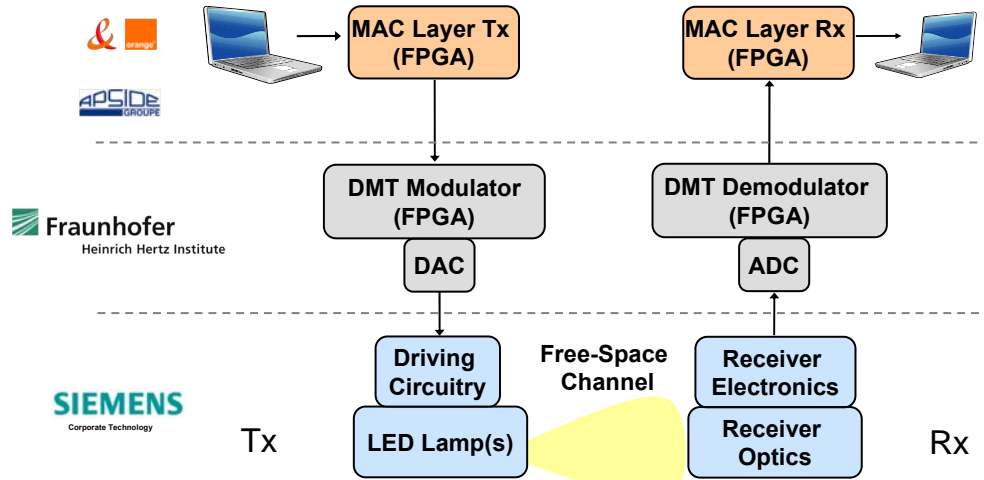 MAC Layer Tx
(FPGA)
MAC Layer Rx
(FPGA)
&
orange™
APSIDE
GROUPE
DMT Modulator
(FPGA)
DMT Demodulator
(FPGA)
Fraunhofer
Heinrich Hertz Institute
DAC
ADC
Driving
Circuitry
Free-Space
Channel
Receiver
Electronics
SIEMENS
Corporate Technology
Tx
LED Lamp(s)
Receiver
Optics
Rx